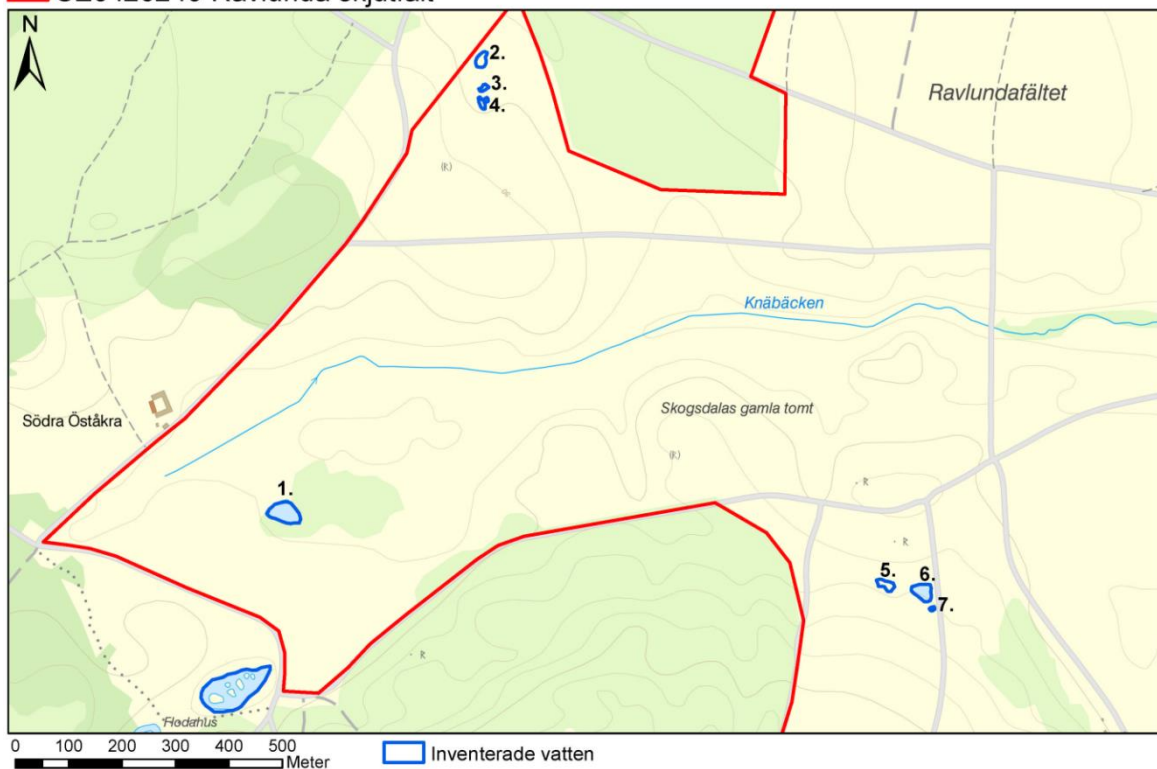 N
2.
3.
4.
Ravlundafältet
(R)
Knäbäcken
Södra Öståkra
Skogsdalas gamla tomt
(R)
R
1.
R
5.
6.
7.
R
0 100 200 300 400 500
Meter
Inventerade vatten